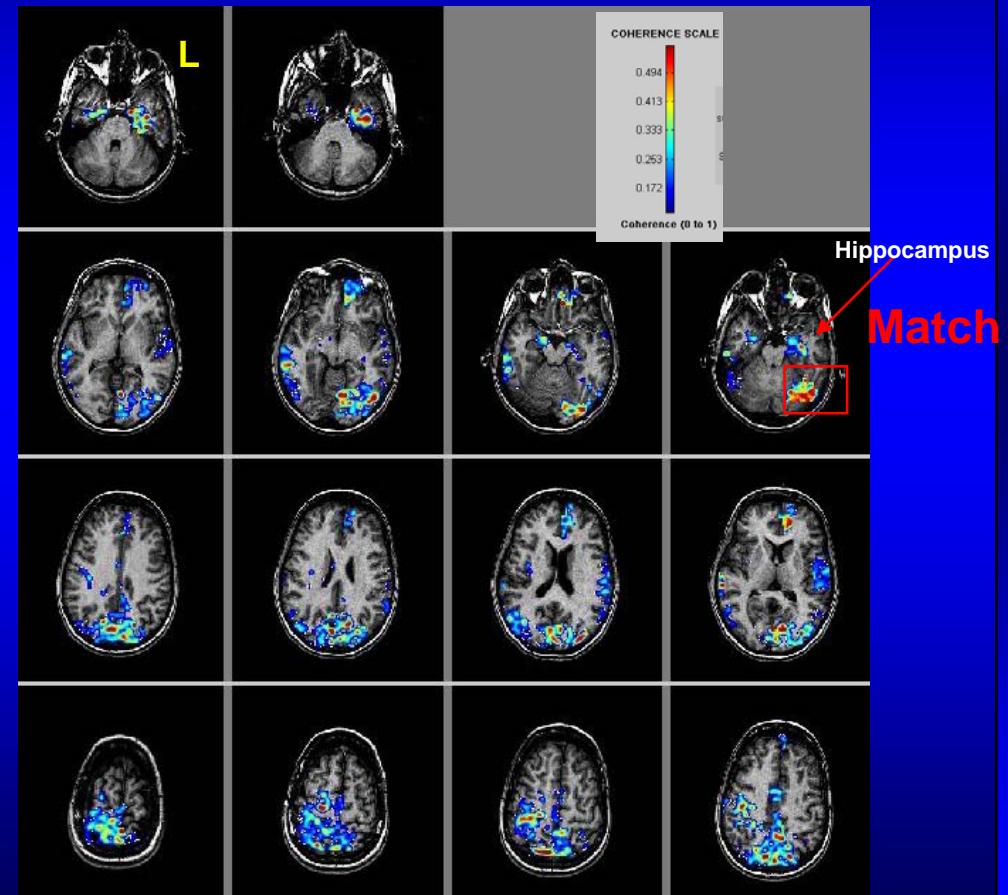 L
COHERENCE SCALE
0.494
0.413
0.333
0.253
0.172
Coherence (0 to 1)
Hippocampus
Match